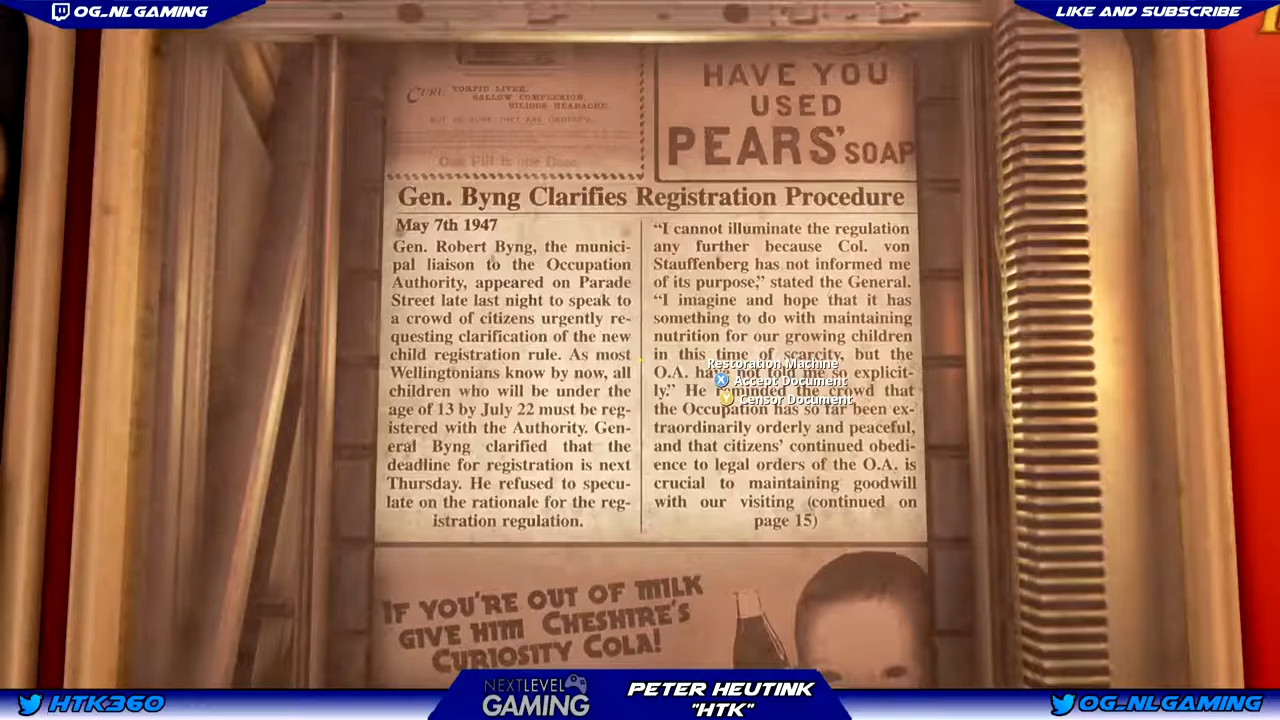 OG_NLGAMING
LIKE AND SUBSCRIBE
CURE TORPID LIVER,
SALLOW COMPLEXION,
BILIOUS HEADACHE,
One Pill is one Dose
HAVE YOU
USED
PEARS' SOAP
Gen. Byng Clarifies Registration Procedure
May 7th 1947
Gen. Robert Byng, the munici-
pal liaison to the Occupation
Authority, appeared on Parade
Street late last night to speak to
a crowd of citizens urgently re-
questing clarification of the new
child registration rule. As most
Wellingtonians know by now, all
children who will be under the
age of 13 by July 22 must be reg-
istered with the Authority. Gen-
eral Byng clarified that the
deadline for registration is next
Thursday. He refused to specu-
late on the rationale for the reg-
istration regulation.
“I cannot illuminate the regulation
any further because Col. von
Stauffenberg has not informed me
of its purpose,” stated the General.
“I imagine and hope that it has
something to do with maintaining
nutrition for our growing children
in this time of scarcity, but the
O.A. have not told me so explicit-
ly.” He reminded the crowd that
the Occupation has so far been ex-
traordinarily orderly and peaceful,
and that citizens’ continued obedi-
ence to legal orders of the O.A. is
crucial to maintaining goodwill
with our visiting (continued on
page 15)
Restoration Machine
X Accept Document
Y Censor Document
IF YOU'RE OUT OF MILK
GIVE HIM CHESHIRE'S
CURIOSITY COLA!
HTK360
NEXTLEVEL
GAMING
PETER HEUTINK
"HTK"
OG_NLGAMING